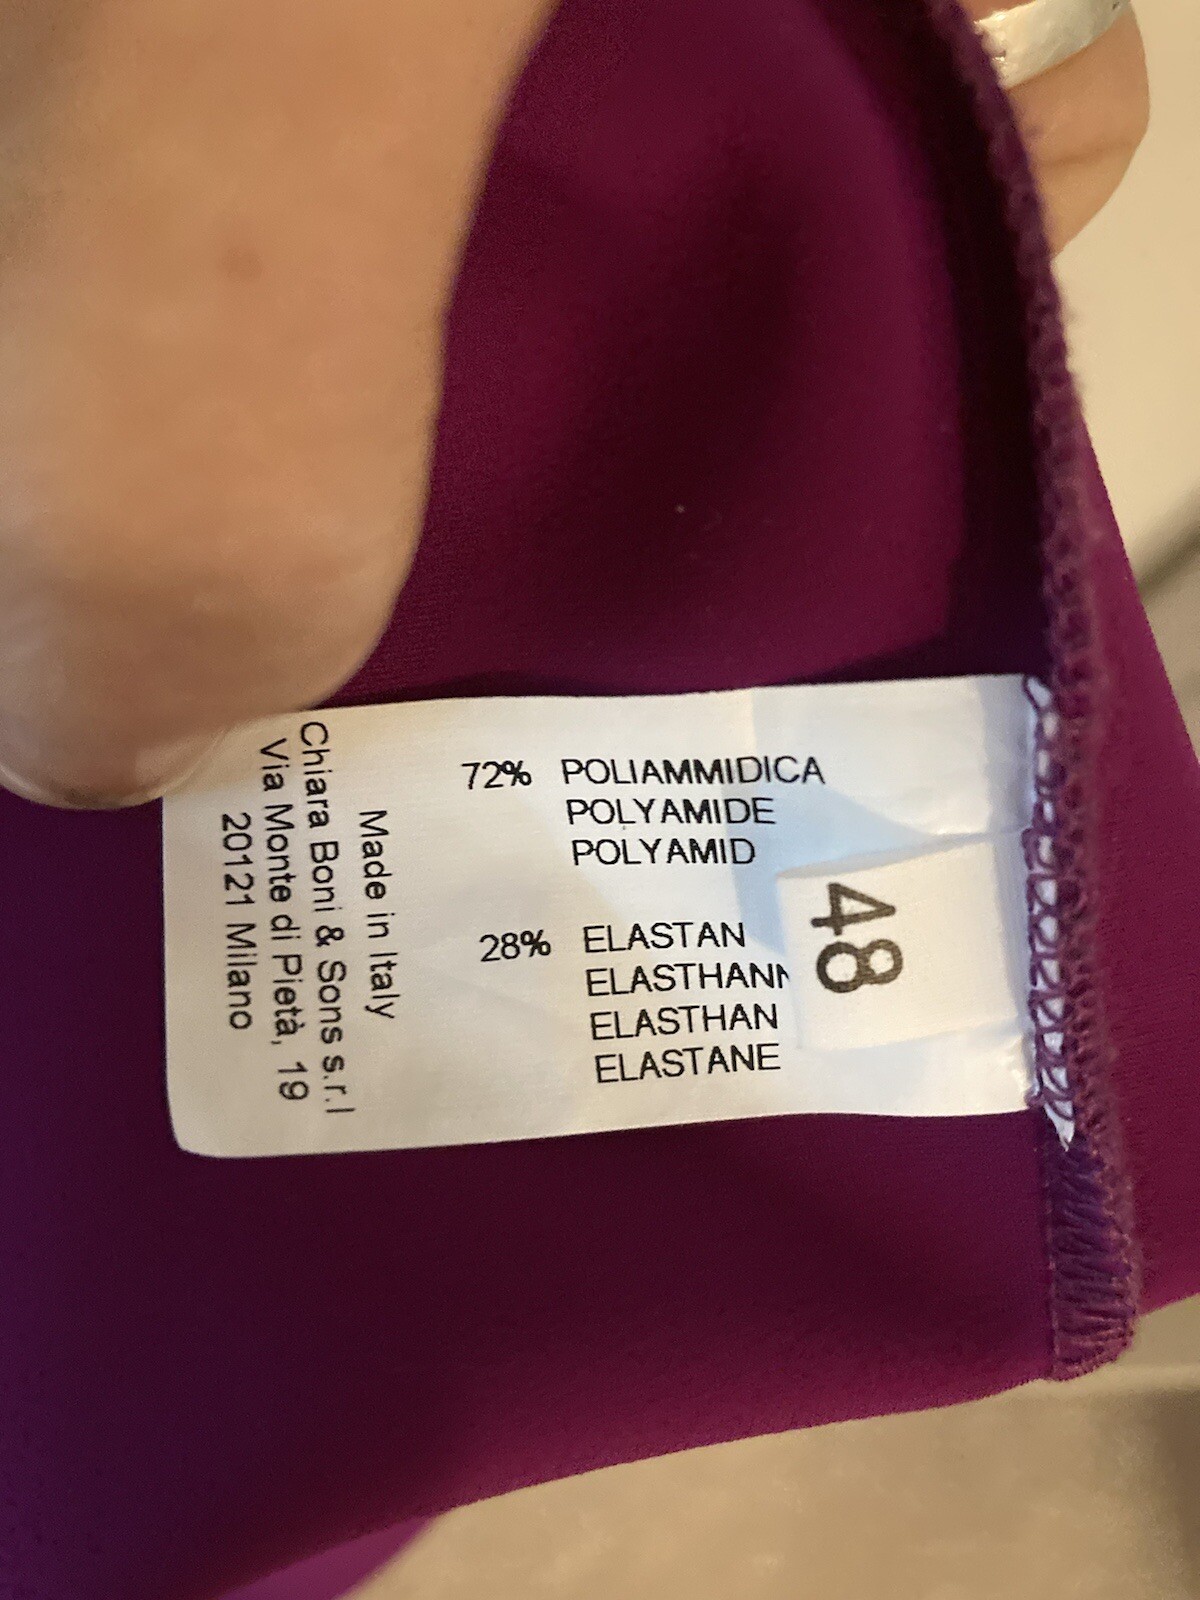 72% POLIAMMIDICA
POLYAMIDE
POLYAMID
28% ELASTAN
ELASTHANN
ELASTHAN
ELASTANE
48
Made in Italy
Chiara Boni & Sons s.r.l
Via Monte di Pietà, 19
20121 Milano